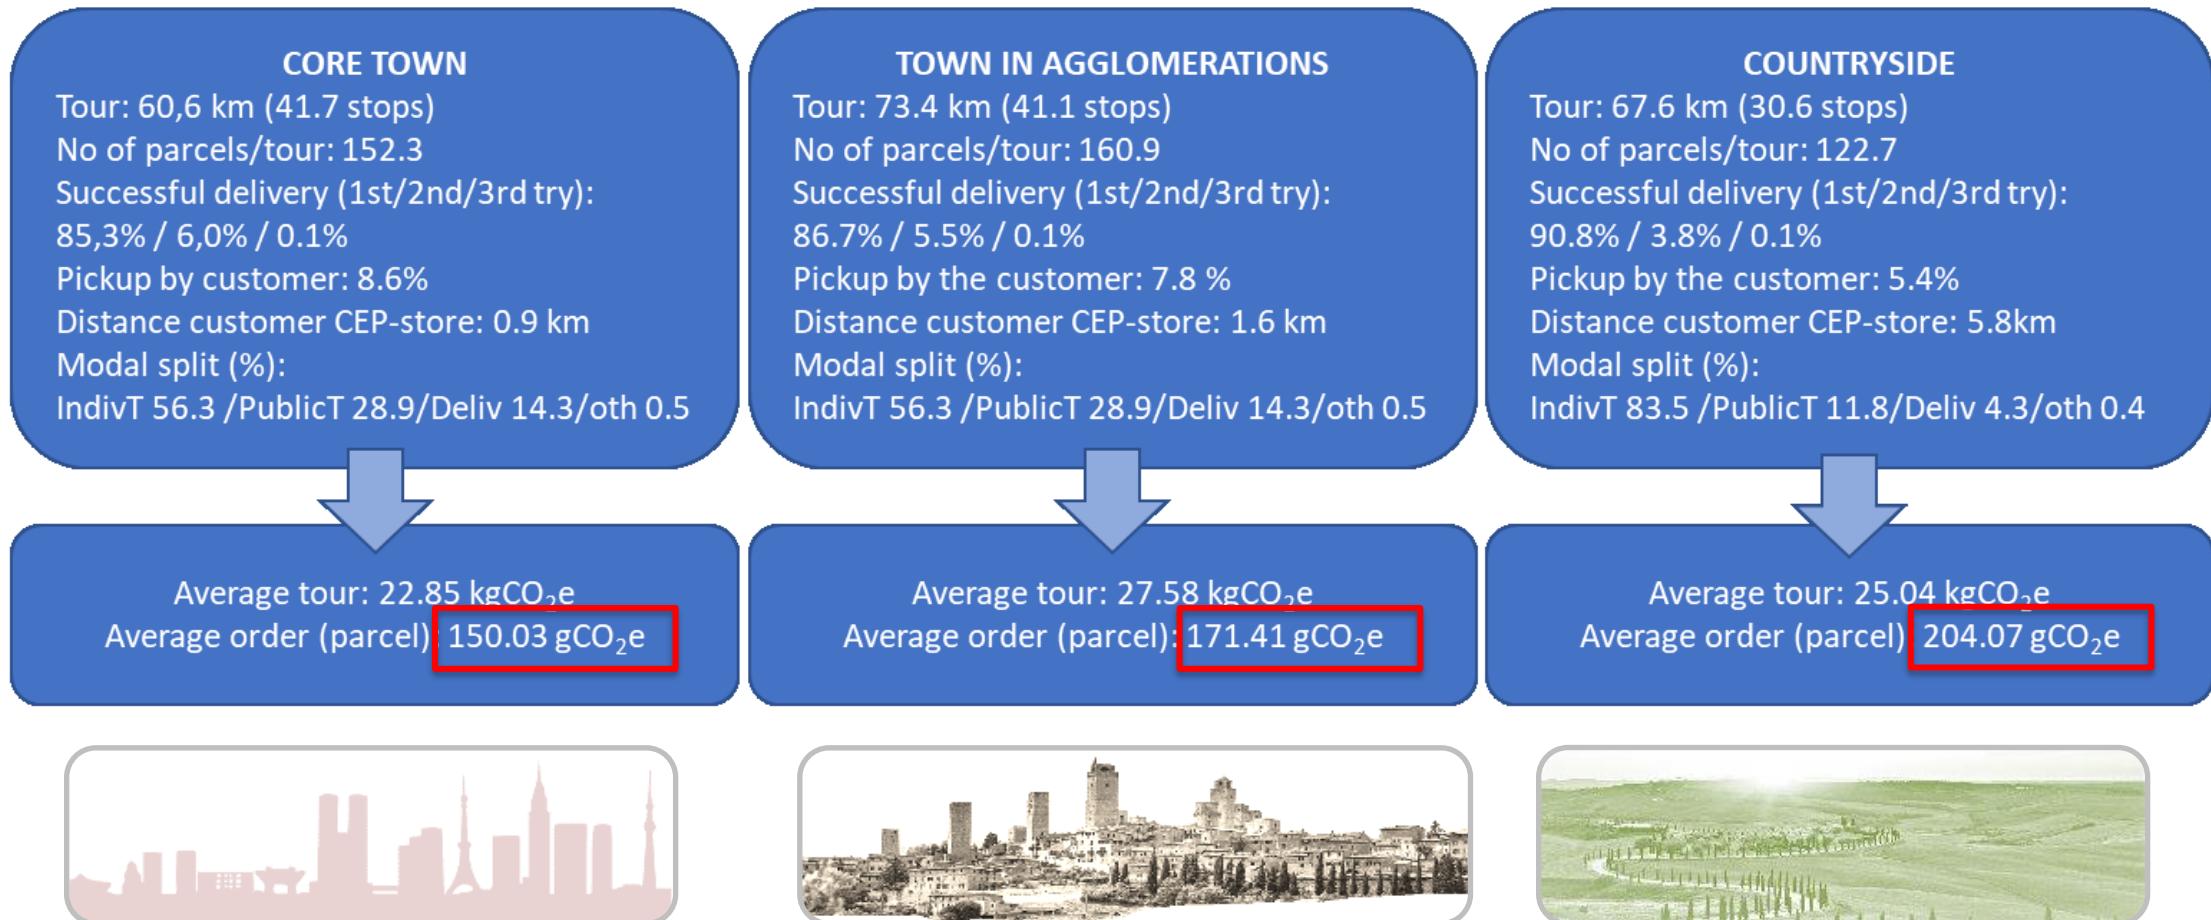 CORE TOWN
Tour: 60,6 km (41.7 stops)
No of parcels/tour: 152.3
Successful delivery (1st/2nd/3rd try):
85,3% / 6,0% / 0.1%
Pickup by customer: 8.6%
Distance customer CEP-store: 0.9 km
Modal split (%):
IndivT 56.3 /PublicT 28.9/Deliv 14.3/oth 0.5
Average tour: 22.85 kgCO₂e
Average order (parcel): 150.03 gCO₂e
TOWN IN AGGLOMERATIONS
Tour: 73.4 km (41.1 stops)
No of parcels/tour: 160.9
Successful delivery (1st/2nd/3rd try):
86.7% / 5.5% / 0.1%
Pickup by the customer: 7.8 %
Distance customer CEP-store: 1.6 km
Modal split (%):
IndivT 56.3 /PublicT 28.9/Deliv 14.3/oth 0.5
Average tour: 27.58 kgCO₂e
Average order (parcel): 171.41 gCO₂e
COUNTRYSIDE
Tour: 67.6 km (30.6 stops)
No of parcels/tour: 122.7
Successful delivery (1st/2nd/3rd try):
90.8% / 3.8% / 0.1%
Pickup by the customer: 5.4%
Distance customer CEP-store: 5.8km
Modal split (%):
IndivT 83.5 /PublicT 11.8/Deliv 4.3/oth 0.4
Average tour: 25.04 kgCO₂e
Average order (parcel) 204.07 gCO₂e